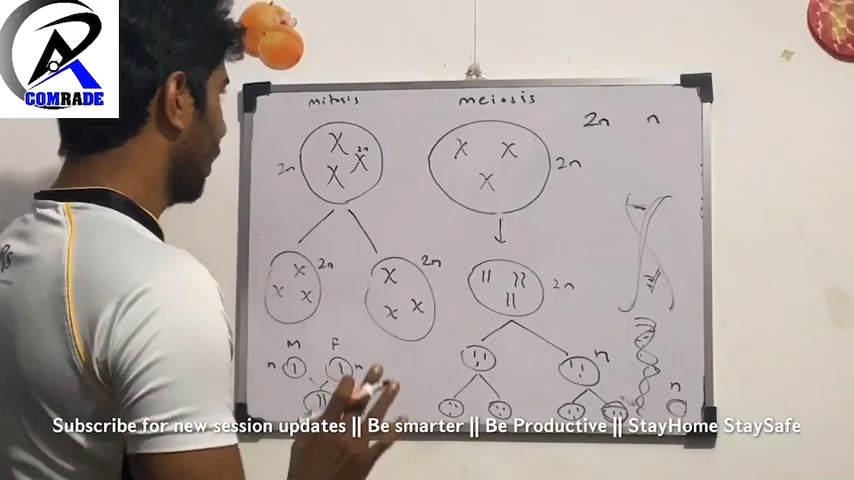 COMRADE
mitosis
meiosis
2n n
2n
2n
2n
2n
2n
2n
M F
n n
n
n
Subscribe for new session updates || Be smarter || Be Productive || StayHome StaySafe